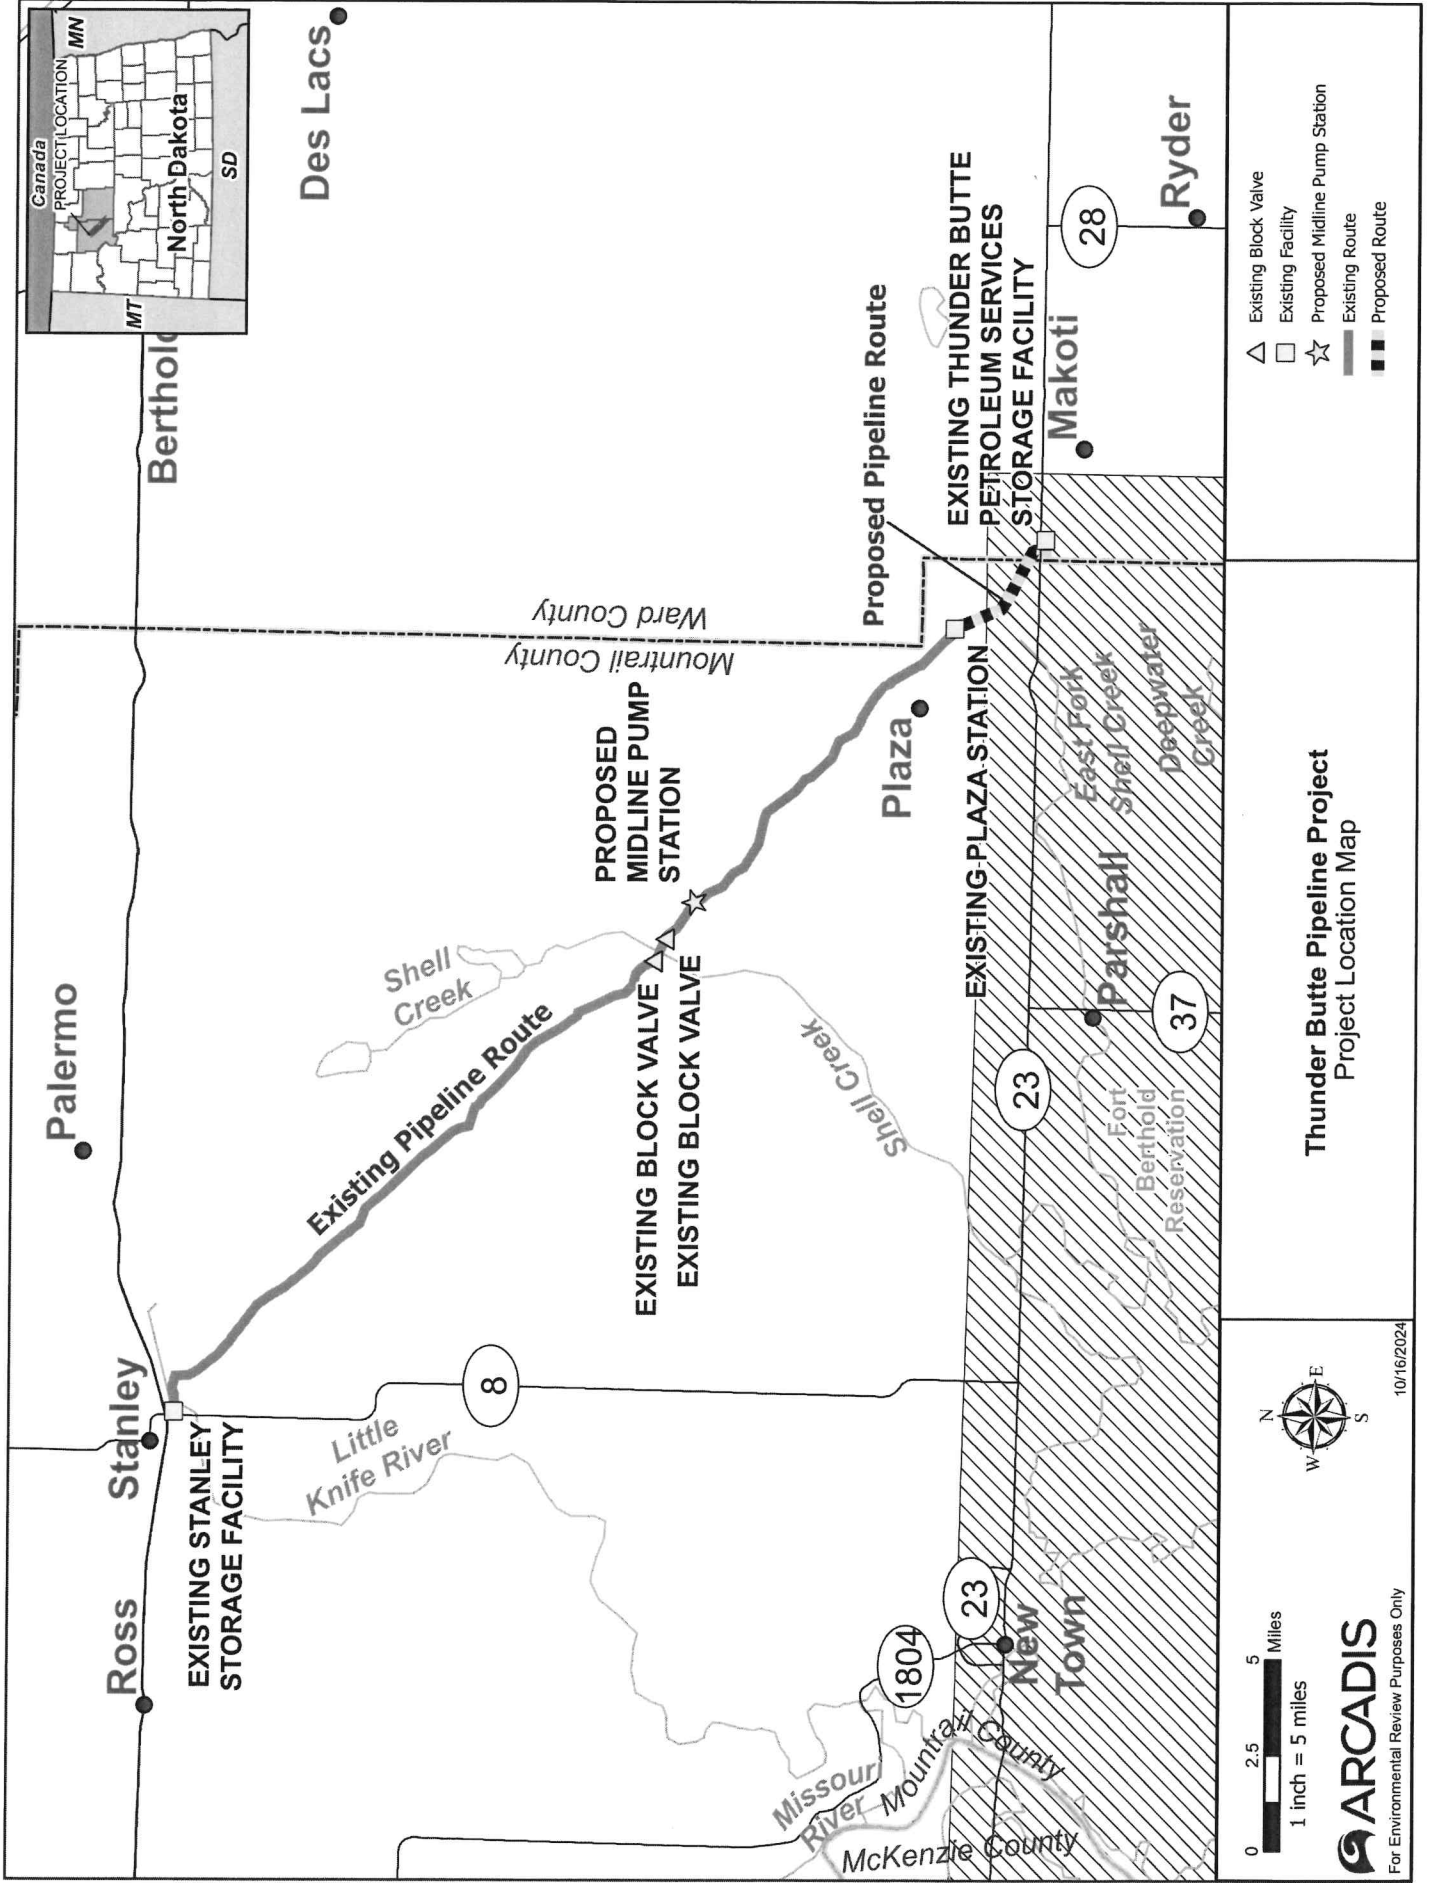 Canada
PROJECT LOCATION
MN
MT
North Dakota
SD
Palermo
Stanley
Ross
Berthold
Des Lacs
EXISTING STANLEY
STORAGE FACILITY
Little
Knife River
8
Existing Pipeline Route
Shell
Creek
PROPOSED
MIDLINE PUMP
STATION
EXISTING BLOCK VALVE
EXISTING BLOCK VALVE
Shell Creek
Mountrail County
Ward County
Plaza
Proposed Pipeline Route
EXISTING THUNDER BUTTE
PETROLEUM SERVICES
STORAGE FACILITY
EXISTING PLAZA STATION
Makoti
28
Ryder
East Fork
Shell Creek
Deepwater
Creek
Parshall
37
23
Fort
Berthold
Reservation
1804
23
New
Town
Missouri
River
Mountrail County
McKenzie County
0 2.5 5
Miles
1 inch = 5 miles
ARCADIS
For Environmental Review Purposes Only
N
W E
S
10/16/2024
Thunder Butte Pipeline Project
Project Location Map
Existing Block Valve
Existing Facility
Proposed Midline Pump Station
Existing Route
Proposed Route